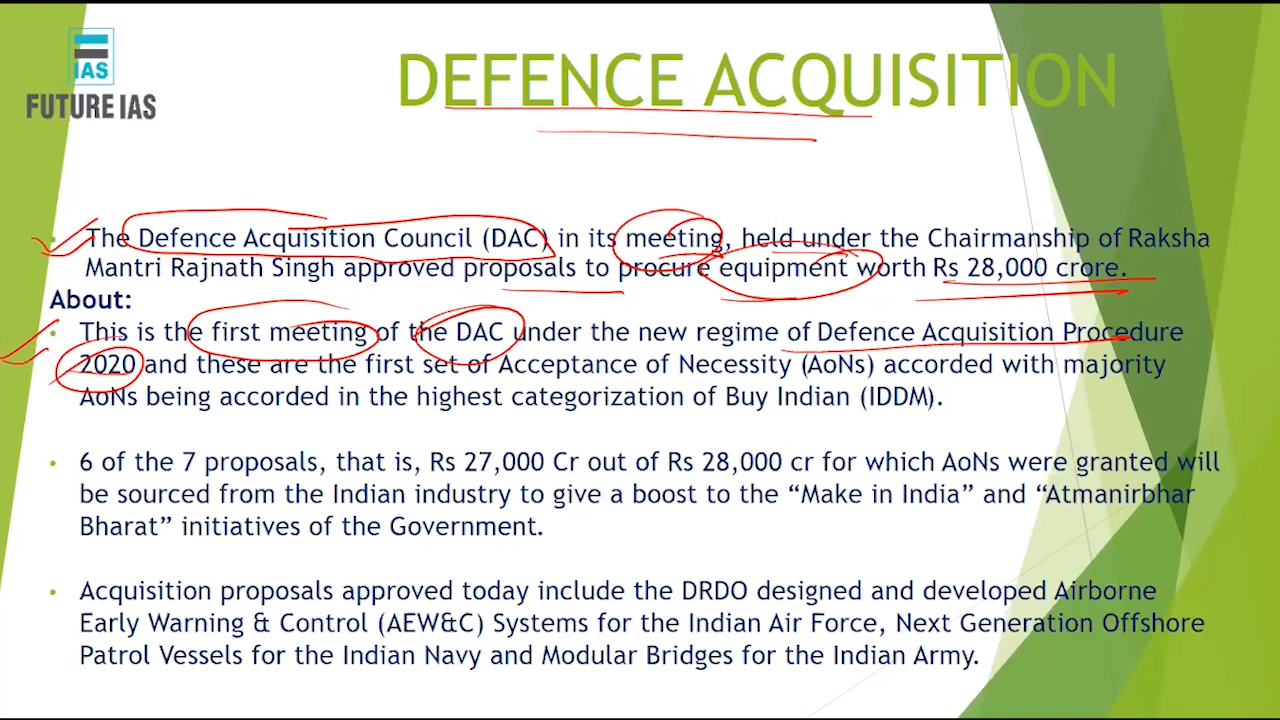 IAS
FUTURE IAS
DEFENCE ACQUISITION
• The Defence Acquisition Council (DAC) in its meeting, held under the Chairmanship of Raksha
Mantri Rajnath Singh approved proposals to procure equipment worth Rs 28,000 crore.
About:
• This is the first meeting of the DAC under the new regime of Defence Acquisition Procedure
2020 and these are the first set of Acceptance of Necessity (AoNs) accorded with majority
AoNs being accorded in the highest categorization of Buy Indian (IDDM).
• 6 of the 7 proposals, that is, Rs 27,000 Cr out of Rs 28,000 cr for which AoNs were granted will
be sourced from the Indian industry to give a boost to the “Make in India” and “Atmanirbhar
Bharat” initiatives of the Government.
• Acquisition proposals approved today include the DRDO designed and developed Airborne
Early Warning & Control (AEW&C) Systems for the Indian Air Force, Next Generation Offshore
Patrol Vessels for the Indian Navy and Modular Bridges for the Indian Army.